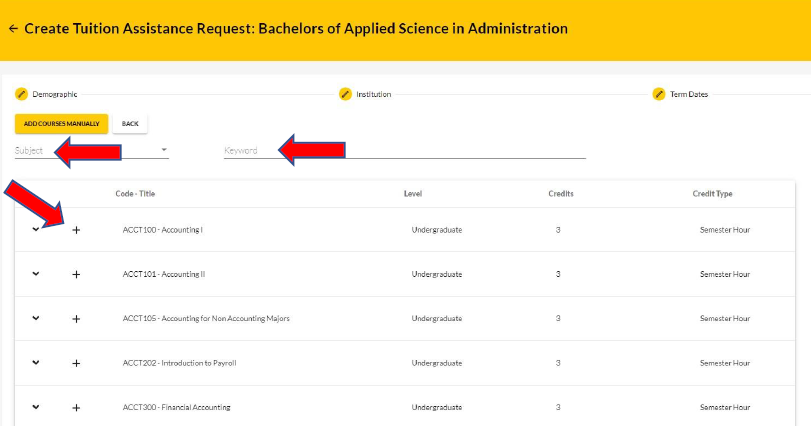 ← Create Tuition Assistance Request: Bachelors of Applied Science in Administration
Demographic Institution Term Dates
ADD COURSES MANUALLY BACK
Subject Keyword
Code - Title Level Credits Credit Type
ACCT100 - Accounting I Undergraduate 3 Semester Hour
ACCT101 - Accounting II Undergraduate 3 Semester Hour
ACCT105 - Accounting for Non Accounting Majors Undergraduate 3 Semester Hour
ACCT202 - Introduction to Payroll Undergraduate 3 Semester Hour
ACCT300 - Financial Accounting Undergraduate 3 Semester Hour